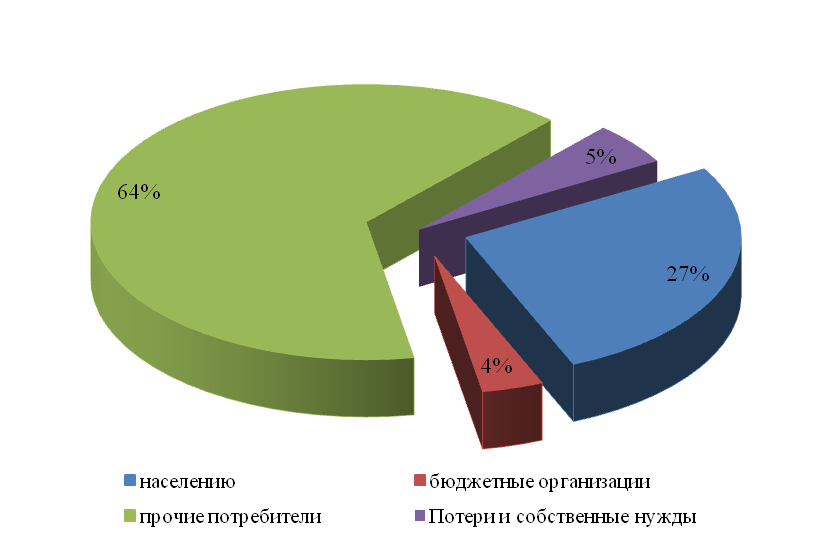 5%
64%
27%
4%
населению
бюджетные организации
прочие потребители
Потери и собственные нужды